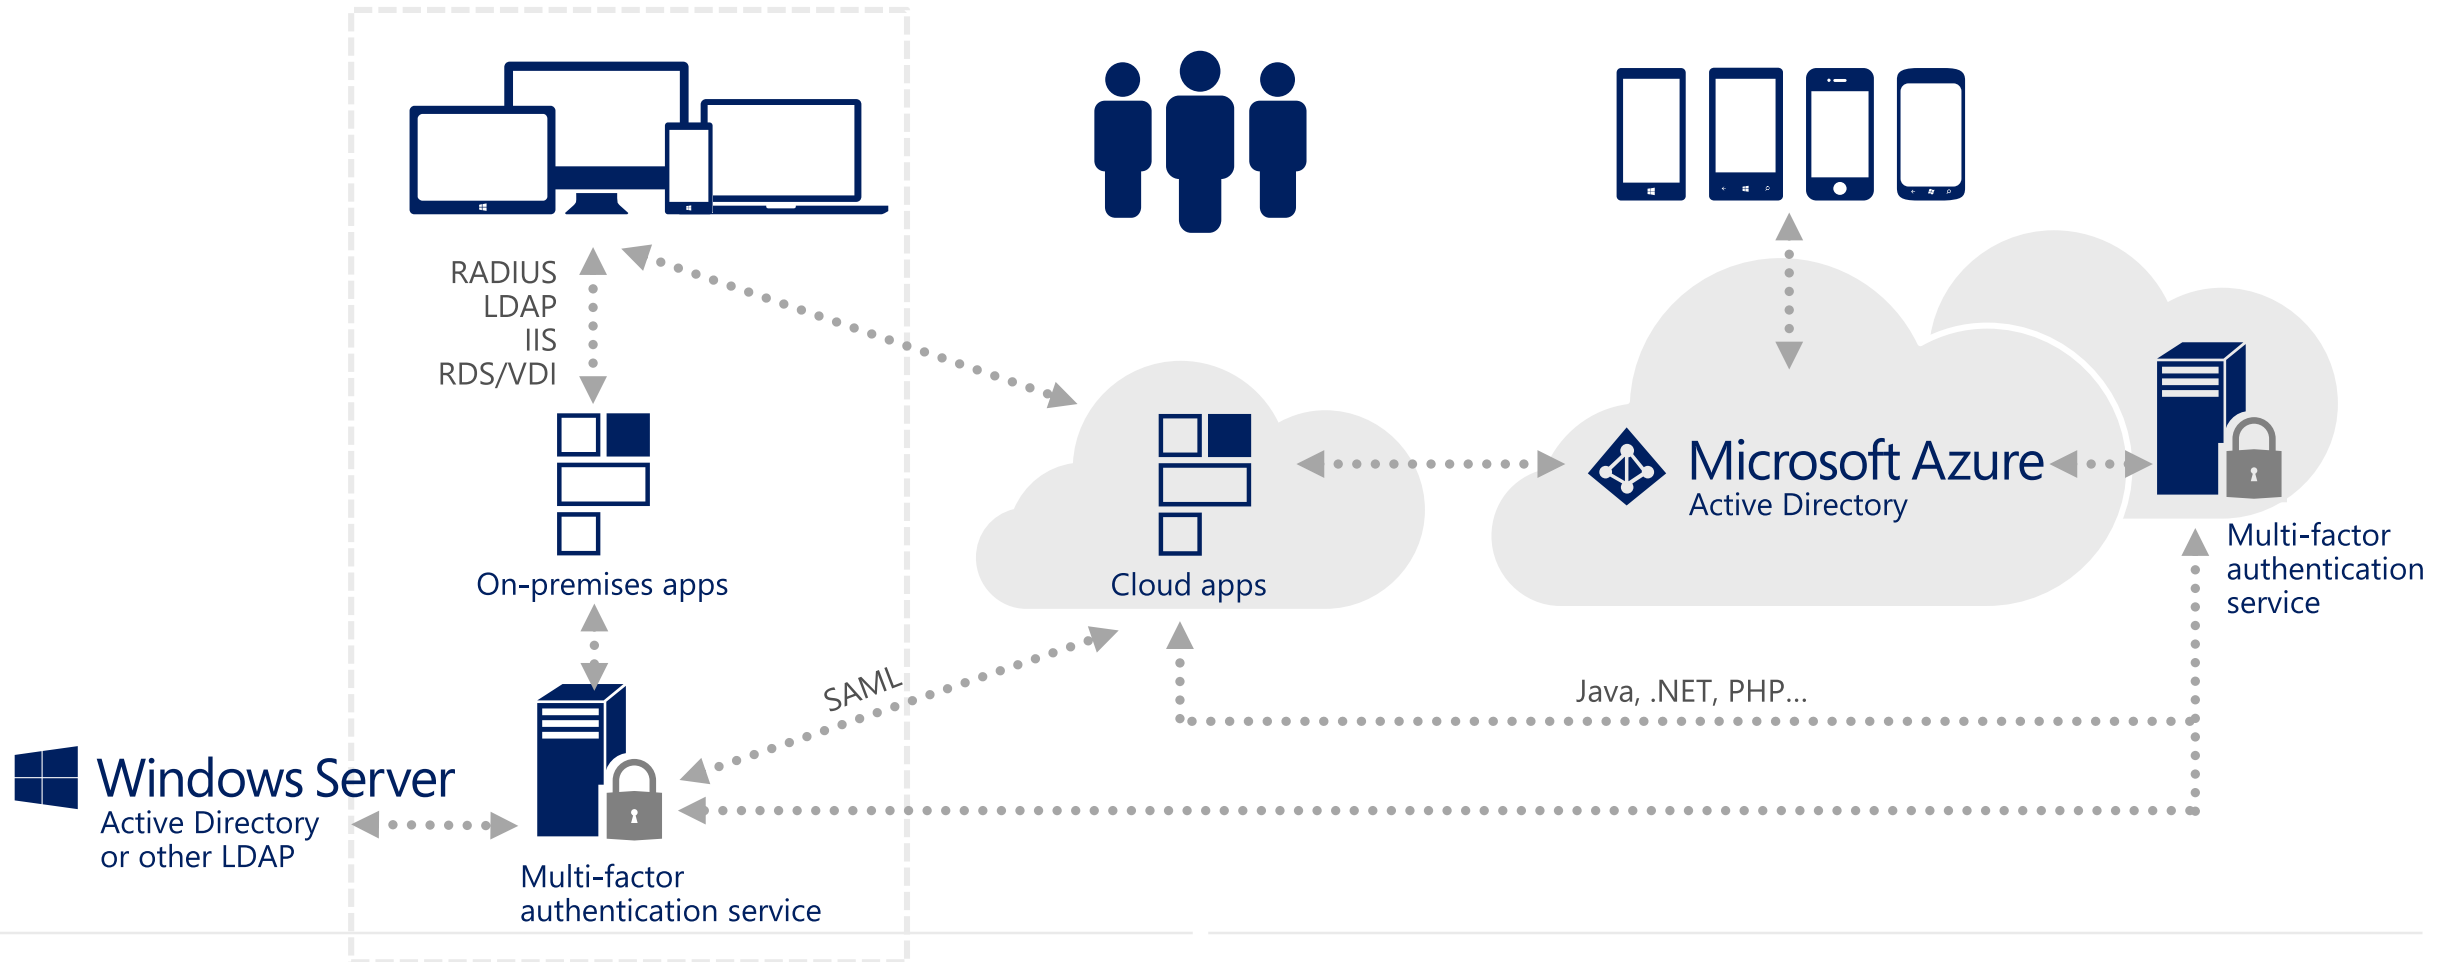 RADIUS
LDAP
IIS
RDS/VDI
On-premises apps
Cloud apps
Microsoft Azure
Active Directory
Multi-factor
authentication
service
SAML
Java, .NET, PHP...
Windows Server
Active Directory
or other LDAP
Multi-factor
authentication service